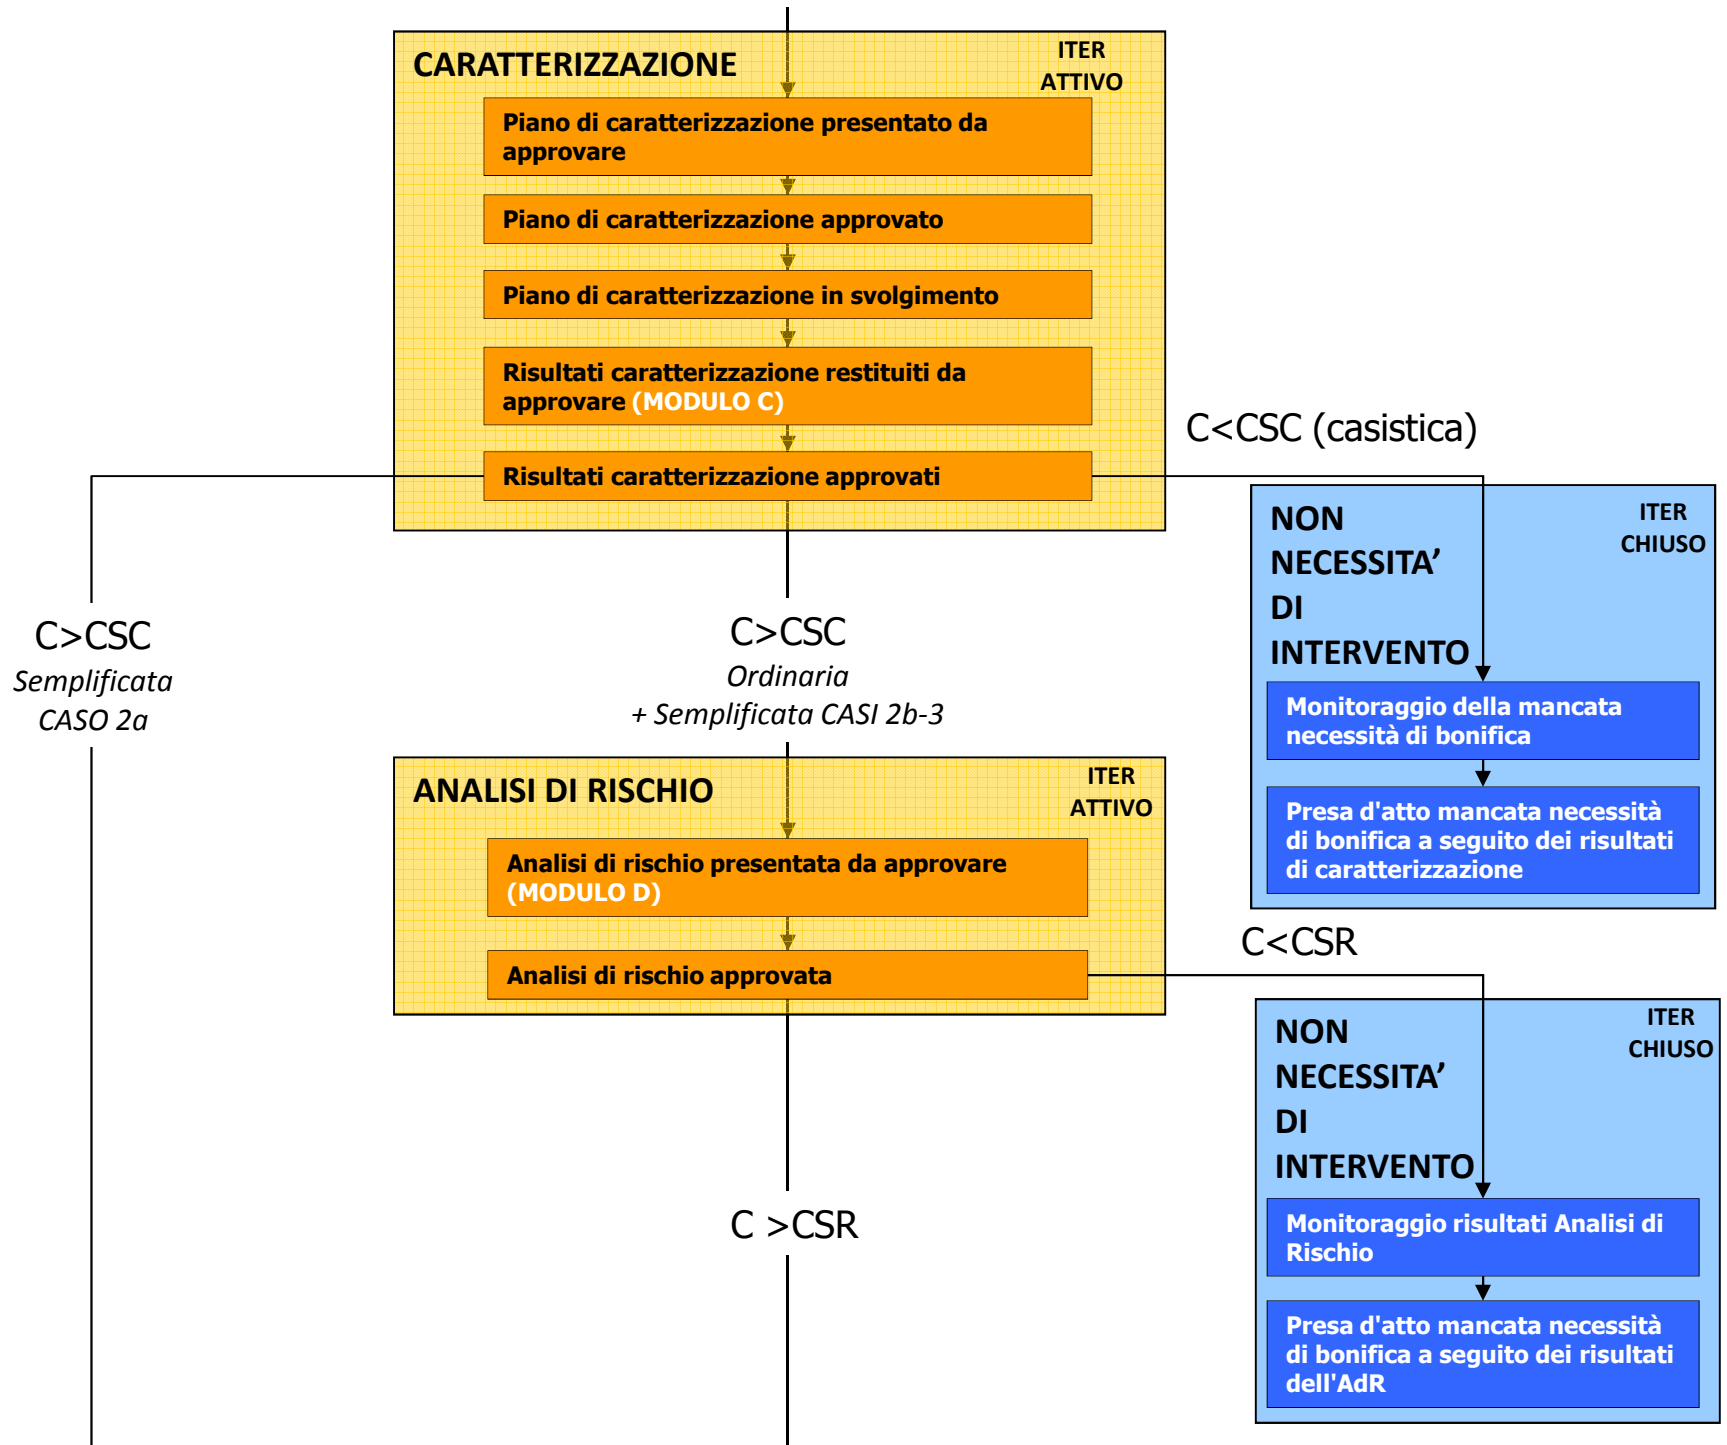 CARATTERIZZAZIONE
ITER
ATTIVO
Piano di caratterizzazione presentato da
approvare
Piano di caratterizzazione approvato
Piano di caratterizzazione in svolgimento
Risultati caratterizzazione restituiti da
approvare (MODULO C)
Risultati caratterizzazione approvati
C<CSC (casistica)
NON
NECESSITA’
DI
INTERVENTO
ITER
CHIUSO
Monitoraggio della mancata
necessità di bonifica
Presa d'atto mancata necessità
di bonifica a seguito dei risultati
di caratterizzazione
C>CSC
Semplificata
CASO 2a
C>CSC
Ordinaria
+ Semplificata CASI 2b-3
ANALISI DI RISCHIO
ITER
ATTIVO
Analisi di rischio presentata da approvare
(MODULO D)
Analisi di rischio approvata
C<CSR
NON
NECESSITA’
DI
INTERVENTO
ITER
CHIUSO
Monitoraggio risultati Analisi di
Rischio
Presa d'atto mancata necessità
di bonifica a seguito dei risultati
dell'AdR
C >CSR